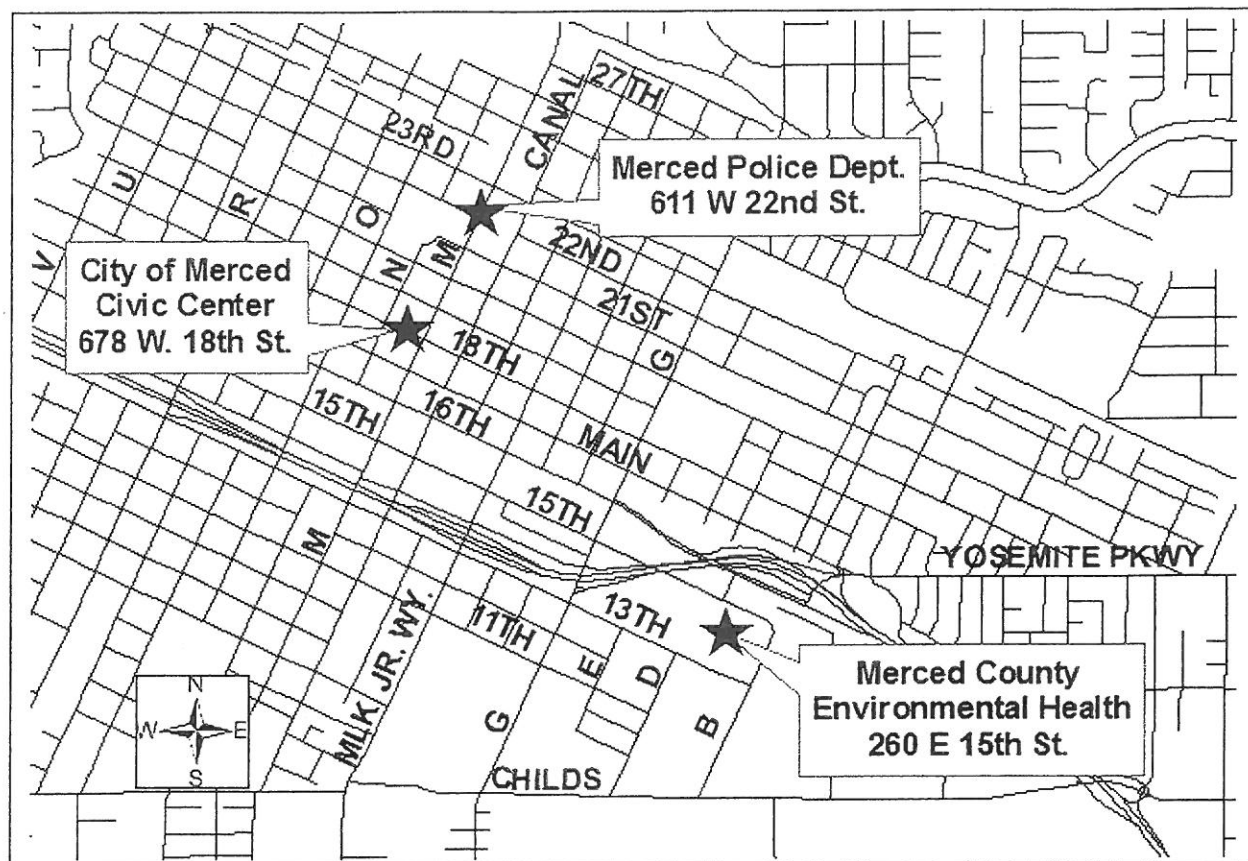 27TH
CANAL
23RD
Merced Police Dept.
611 W 22nd St.
U
R
O
V
N
M
22ND
City of Merced
Civic Center
678 W. 18th St.
21ST
G
18TH
15TH
16TH
MAIN
15TH
YOSEMITE PKWY
M
13TH
11TH
MLK JR. WY.
E
D
B
G
Merced County
Environmental Health
260 E 15th St.
N
W
E
S
CHILDS